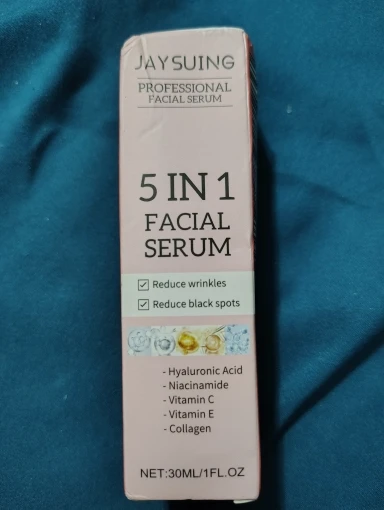 JAYSUING
PROFESSIONAL
FACIAL SERUM
5 IN 1
FACIAL
SERUM
Reduce wrinkles
Reduce black spots
- Hyaluronic Acid
- Niacinamide
- Vitamin C
- Vitamin E
- Collagen
NET:30ML/1FL.OZ